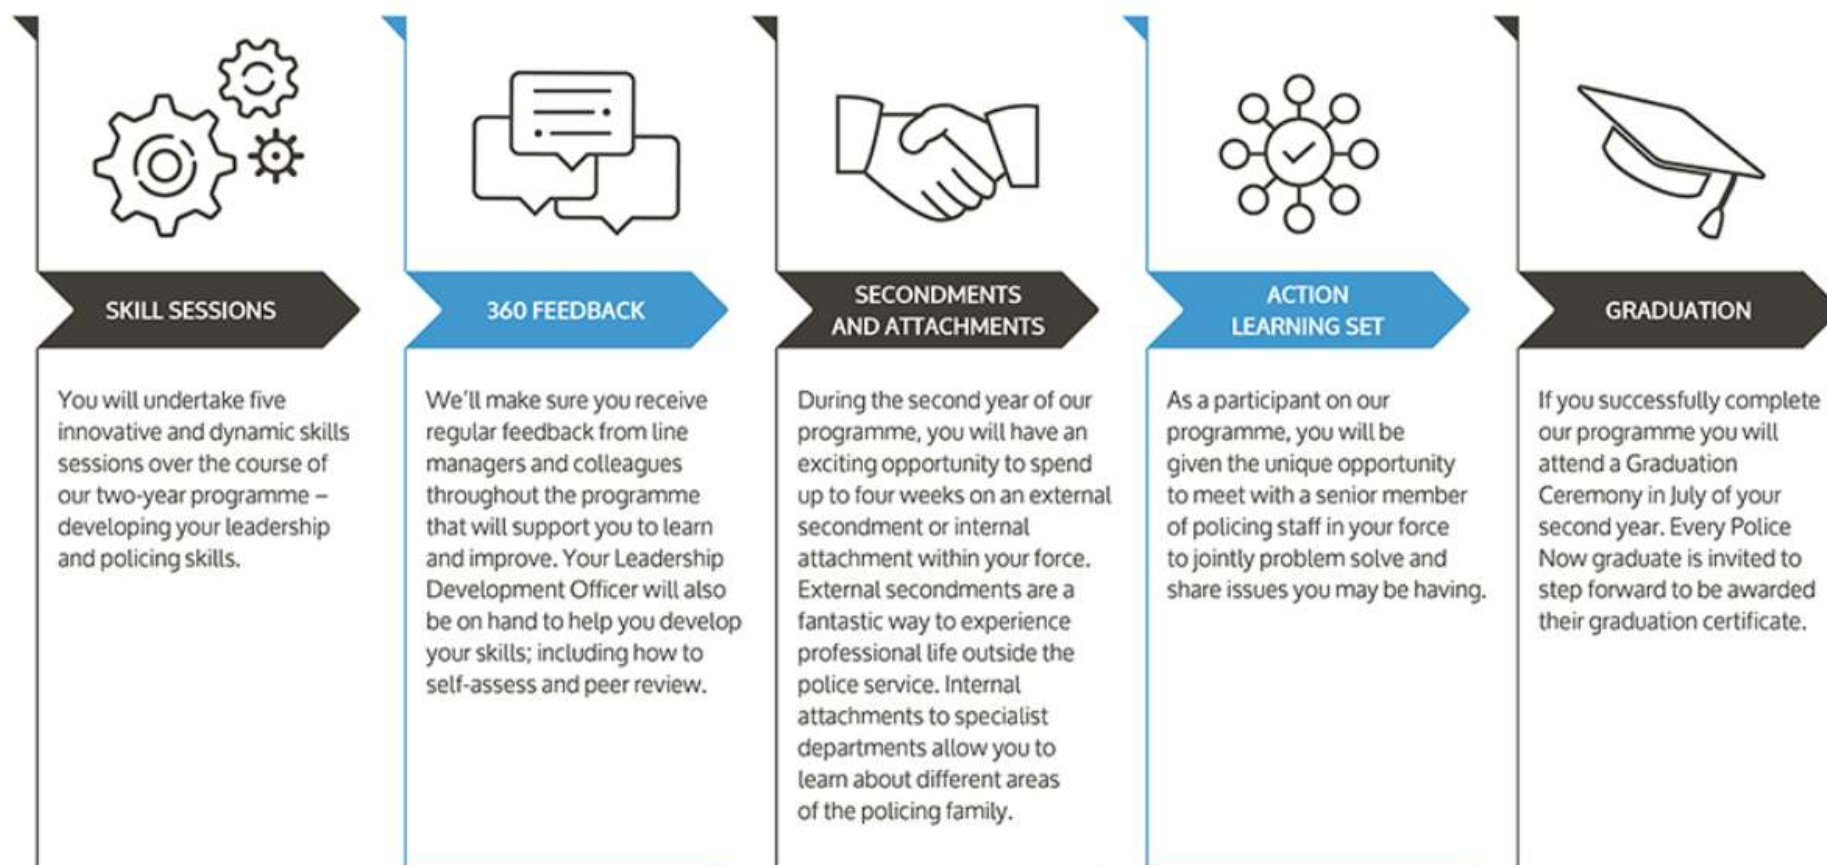 SKILL SESSIONS
You will undertake five
innovative and dynamic skills
sessions over the course of
our two-year programme –
developing your leadership
and policing skills.
360 FEEDBACK
We'll make sure you receive
regular feedback from line
managers and colleagues
throughout the programme
that will support you to learn
and improve. Your Leadership
Development Officer will also
be on hand to help you develop
your skills; including how to
self-assess and peer review.
SECONDMENTS
AND ATTACHMENTS
During the second year of our
programme, you will have an
exciting opportunity to spend
up to four weeks on an external
secondment or internal
attachment within your force.
External secondments are a
fantastic way to experience
professional life outside the
police service. Internal
attachments to specialist
departments allow you to
learn about different areas
of the policing family.
ACTION
LEARNING SET
As a participant on our
programme, you will be
given the unique opportunity
to meet with a senior member
of policing staff in your force
to jointly problem solve and
share issues you may be having.
GRADUATION
If you successfully complete
our programme you will
attend a Graduation
Ceremony in July of your
second year. Every Police
Now graduate is invited to
step forward to be awarded
their graduation certificate.